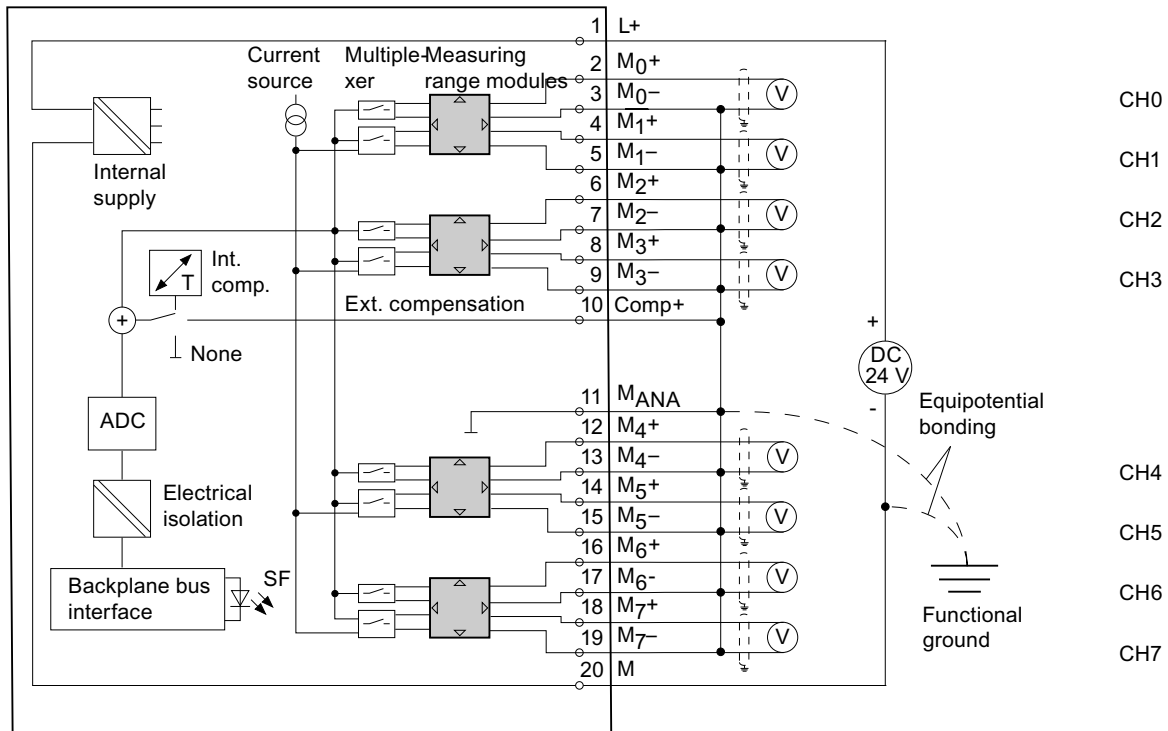 1 L+
Current source
Multiple-xer
Measuring range modules
2 M0+
3 M0–
V
CH0
4 M1+
5 M1–
V
CH1
Internal supply
6 M2+
7 M2–
V
CH2
8 M3+
9 M3–
V
CH3
Int. comp.
T
Ext. compensation
10 Comp+
+
None
+
DC 24 V
-
ADC
11 MANA
Equipotential bonding
12 M4+
13 M4–
V
CH4
Electrical isolation
14 M5+
15 M5–
V
CH5
16 M6+
17 M6-
V
CH6
Backplane bus interface
SF
18 M7+
19 M7–
V
CH7
Functional ground
20 M